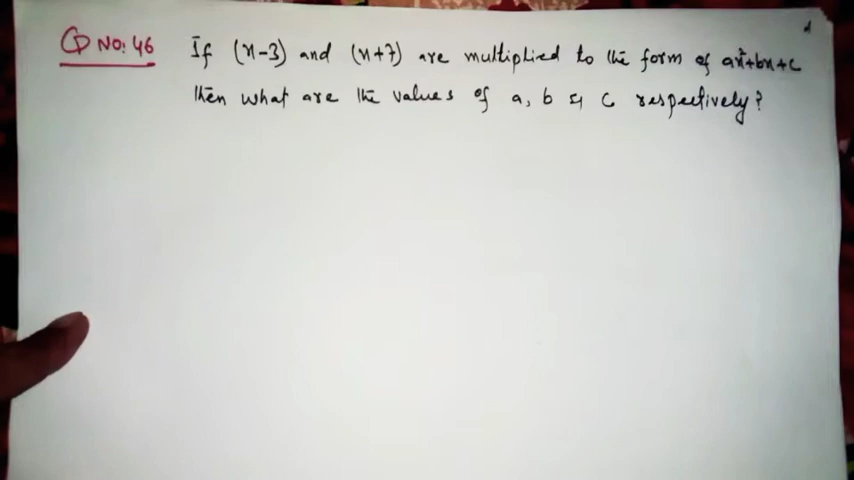 Q NO: 46 If (x-3) and (x+7) are multiplied to the form of ax²+bx+c
then what are the values of a, b & c respectively?